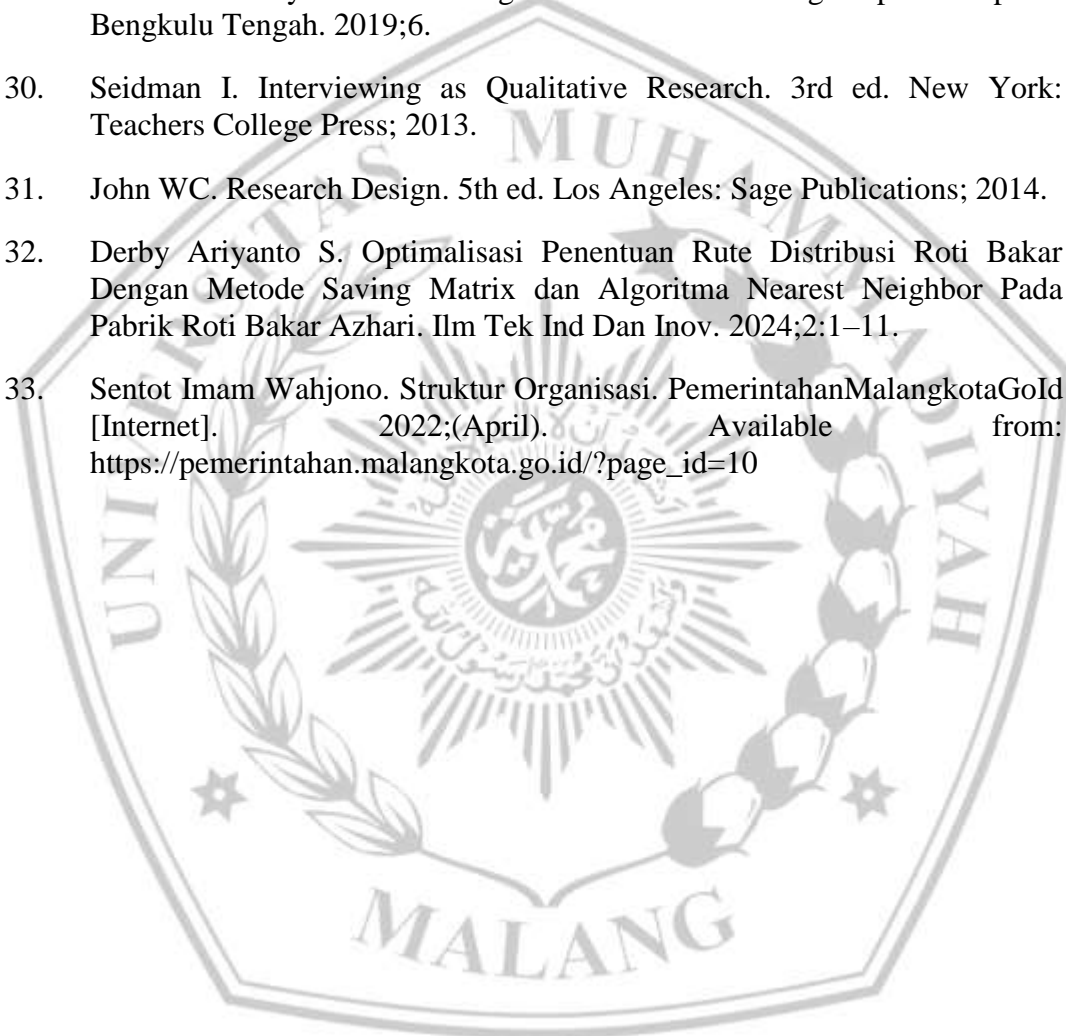 Bengkulu Tengah. 2019;6.
30. Seidman I. Interviewing as Qualitative Research. 3rd ed. New York:
Teachers College Press; 2013.
31. John WC. Research Design. 5th ed. Los Angeles: Sage Publications; 2014.
32. Derby Ariyanto S. Optimalisasi Penentuan Rute Distribusi Roti Bakar
Dengan Metode Saving Matrix dan Algoritma Nearest Neighbor Pada
Pabrik Roti Bakar Azhari. Ilm Tek Ind Dan Inov. 2024;2:1–11.
33. Sentot Imam Wahjono. Struktur Organisasi. PemerintahanMalangkotaGoId
[Internet]. 2022;(April). Available from:
https://pemerintahan.malangkota.go.id/?page_id=10
UNIVERSITAS MUHAMMADIYAH
MALANG